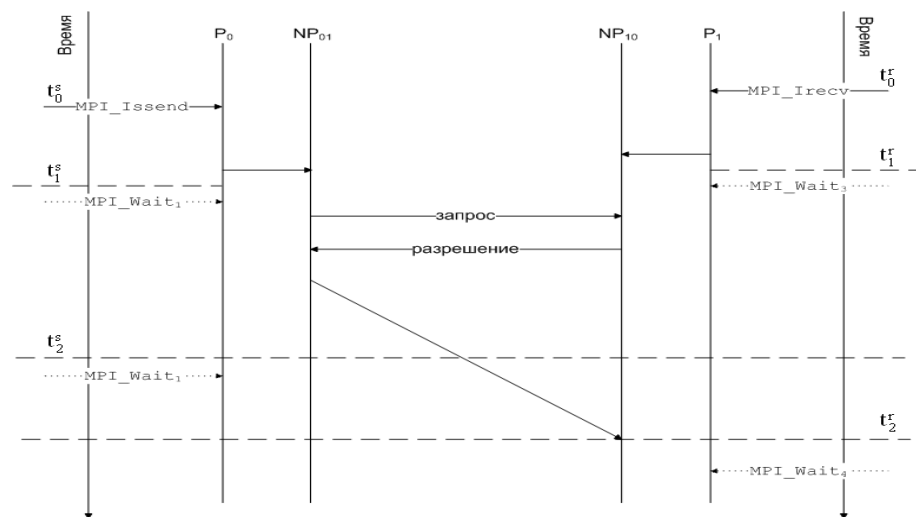 Время P₀ NP₀₁ NP₁₀ P₁ Время
t₀ˢ MPI_Issend MPI_Irecv t₀ʳ
t₁ˢ t₁ʳ
MPI_Wait₁ MPI_Wait₃
запрос
разрешение
t₂ˢ
MPI_Wait₁
t₂ʳ
MPI_Wait₄